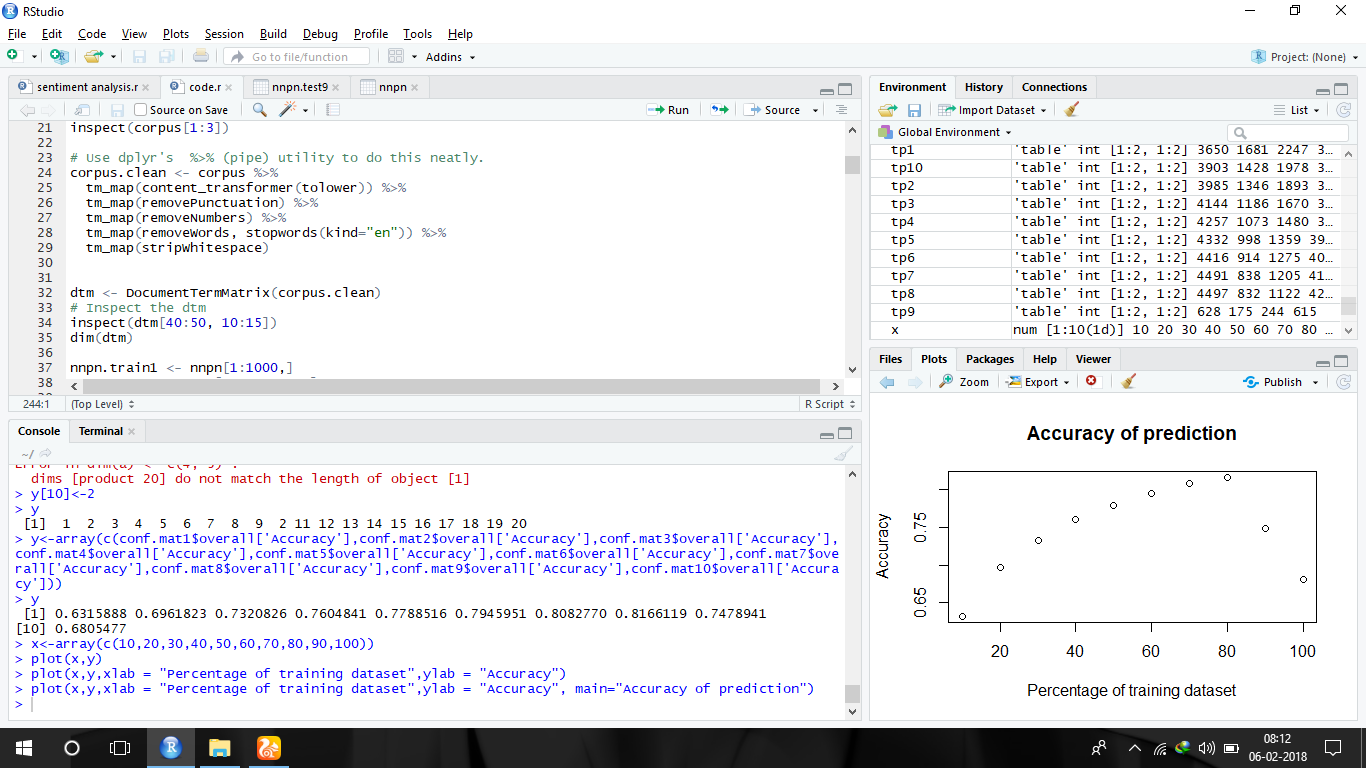 RStudio
File Edit Code View Plots Session Build Debug Profile Tools Help
Go to file/function Addins Project: (None)
sentiment analysis.r code.r nnpn.test9 nnpn
Source on Save Run Source
21 inspect(corpus[1:3])
22
23 # Use dplyr's  %>% (pipe) utility to do this neatly.
24 corpus.clean <- corpus %>%
25   tm_map(content_transformer(tolower)) %>%
26   tm_map(removePunctuation) %>%
27   tm_map(removeNumbers) %>%
28   tm_map(removeWords, stopwords(kind="en")) %>%
29   tm_map(stripWhitespace)
30
31
32 dtm <- DocumentTermMatrix(corpus.clean)
33 # Inspect the dtm
34 inspect(dtm[40:50, 10:15])
35 dim(dtm)
36
37 nnpn.train1 <- nnpn[1:1000,]
38
244:1 (Top Level) R Script
Console Terminal
~/
dims [product 20] do not match the length of object [1]
> y[10]<-2
> y
[1]  1  2  3  4  5  6  7  8  9  2 11 12 13 14 15 16 17 18 19 20
> y<-array(c(conf.mat1$overall['Accuracy'],conf.mat2$overall['Accuracy'],conf.mat3$overall['Accuracy'],
conf.mat4$overall['Accuracy'],conf.mat5$overall['Accuracy'],conf.mat6$overall['Accuracy'],conf.mat7$ove
rall['Accuracy'],conf.mat8$overall['Accuracy'],conf.mat9$overall['Accuracy'],conf.mat10$overall['Accura
cy']))
> y
[1] 0.6315888 0.6961823 0.7320826 0.7604841 0.7788516 0.7945951 0.8082770 0.8166119 0.7478941
[10] 0.6805477
> x<-array(c(10,20,30,40,50,60,70,80,90,100))
> plot(x,y)
> plot(x,y,xlab = "Percentage of training dataset",ylab = "Accuracy")
> plot(x,y,xlab = "Percentage of training dataset",ylab = "Accuracy", main="Accuracy of prediction")
>
Environment History Connections
Import Dataset List
Global Environment
tp1 'table' int [1:2, 1:2] 3650 1681 2247 3...
tp10 'table' int [1:2, 1:2] 3903 1428 1978 3...
tp2 'table' int [1:2, 1:2] 3985 1346 1893 3...
tp3 'table' int [1:2, 1:2] 4144 1186 1670 3...
tp4 'table' int [1:2, 1:2] 4257 1073 1480 3...
tp5 'table' int [1:2, 1:2] 4332 998 1359 39...
tp6 'table' int [1:2, 1:2] 4416 914 1275 40...
tp7 'table' int [1:2, 1:2] 4491 838 1205 41...
tp8 'table' int [1:2, 1:2] 4497 832 1122 42...
tp9 'table' int [1:2, 1:2] 628 175 244 615
x num [1:10(1d)] 10 20 30 40 50 60 70 80 ...
Files Plots Packages Help Viewer
Zoom Export Publish
Accuracy of prediction
Accuracy
0.75
0.65
20 40 60 80 100
Percentage of training dataset
08:12
06-02-2018